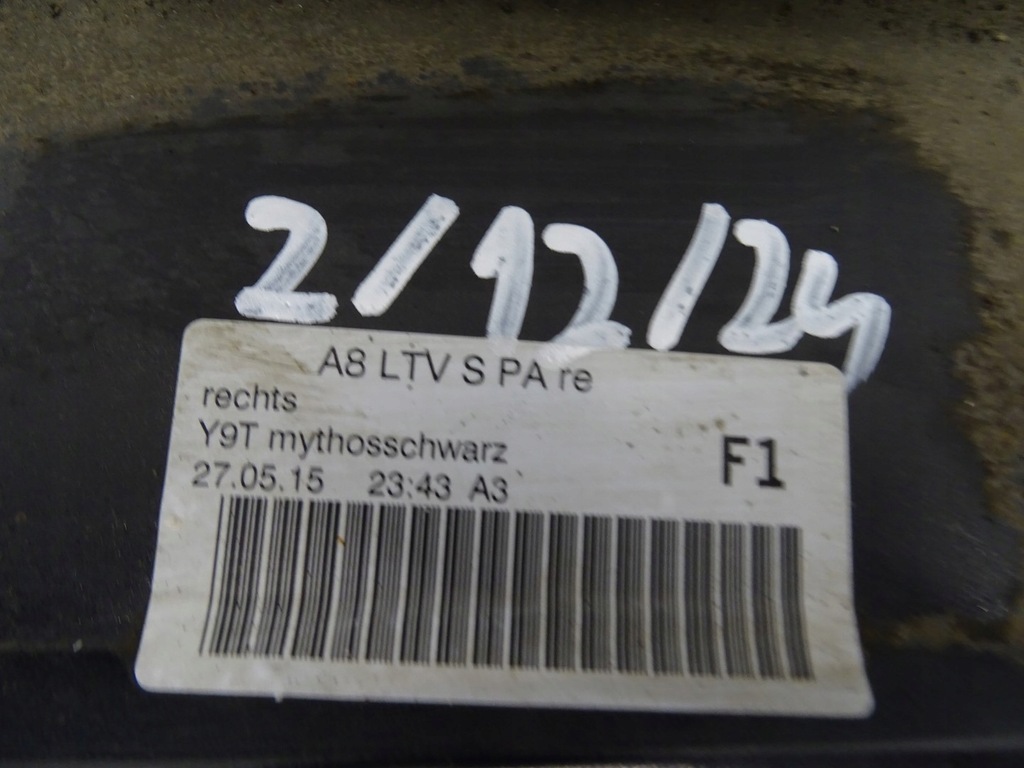 2/12/24
A8 LTV S PA re
rechts
Y9T mythosschwarz
27.05.15 23:43 A3
F1